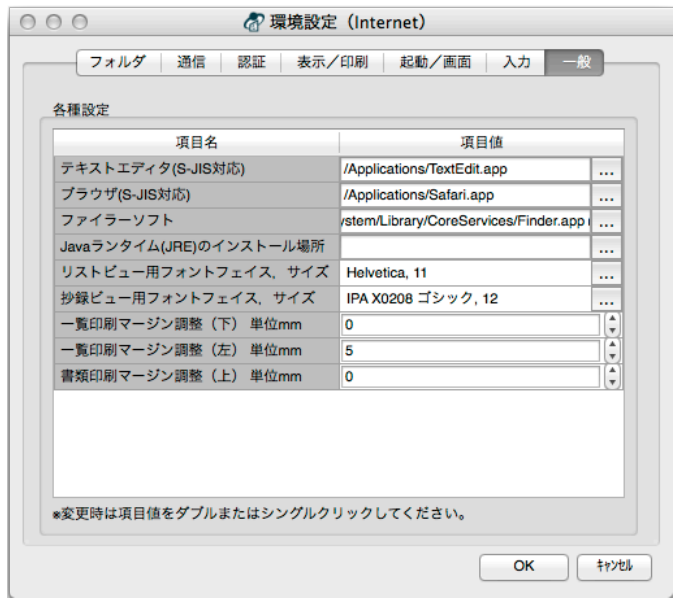 環境設定（Internet）
フォルダ 通信 認証 表示／印刷 起動／画面 入力 一般
各種設定
項目名 項目値
テキストエディタ(S-JIS対応) /Applications/TextEdit.app ...
ブラウザ(S-JIS対応) /Applications/Safari.app ...
ファイラーソフト /stem/Library/CoreServices/Finder.app ...
Javaランタイム(JRE)のインストール場所 ...
リストビュー用フォントフェイス，サイズ Helvetica, 11 ...
抄録ビュー用フォントフェイス，サイズ IPA X0208 ゴシック, 12 ...
一覧印刷マージン調整（下） 単位mm 0
一覧印刷マージン調整（左） 単位mm 5
書類印刷マージン調整（上） 単位mm 0
※変更時は項目値をダブルまたはシングルクリックしてください。
OK ｷｬﾝｾﾙ